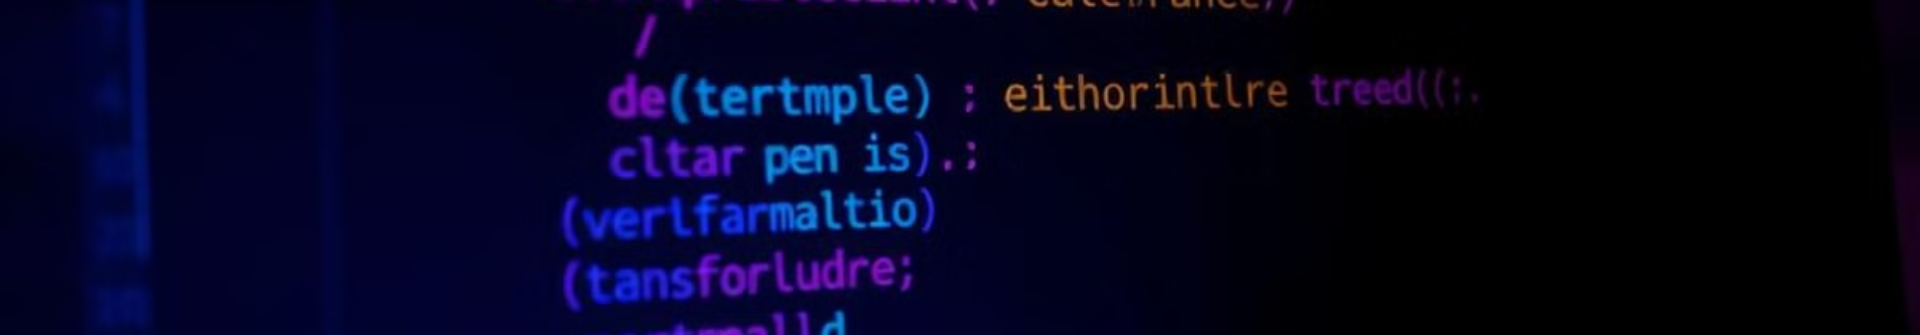 /
de(tertmple) ; eithorintlre treed((:.
cltar pen is).;
(verlfarmaltio)
(tansforludre;